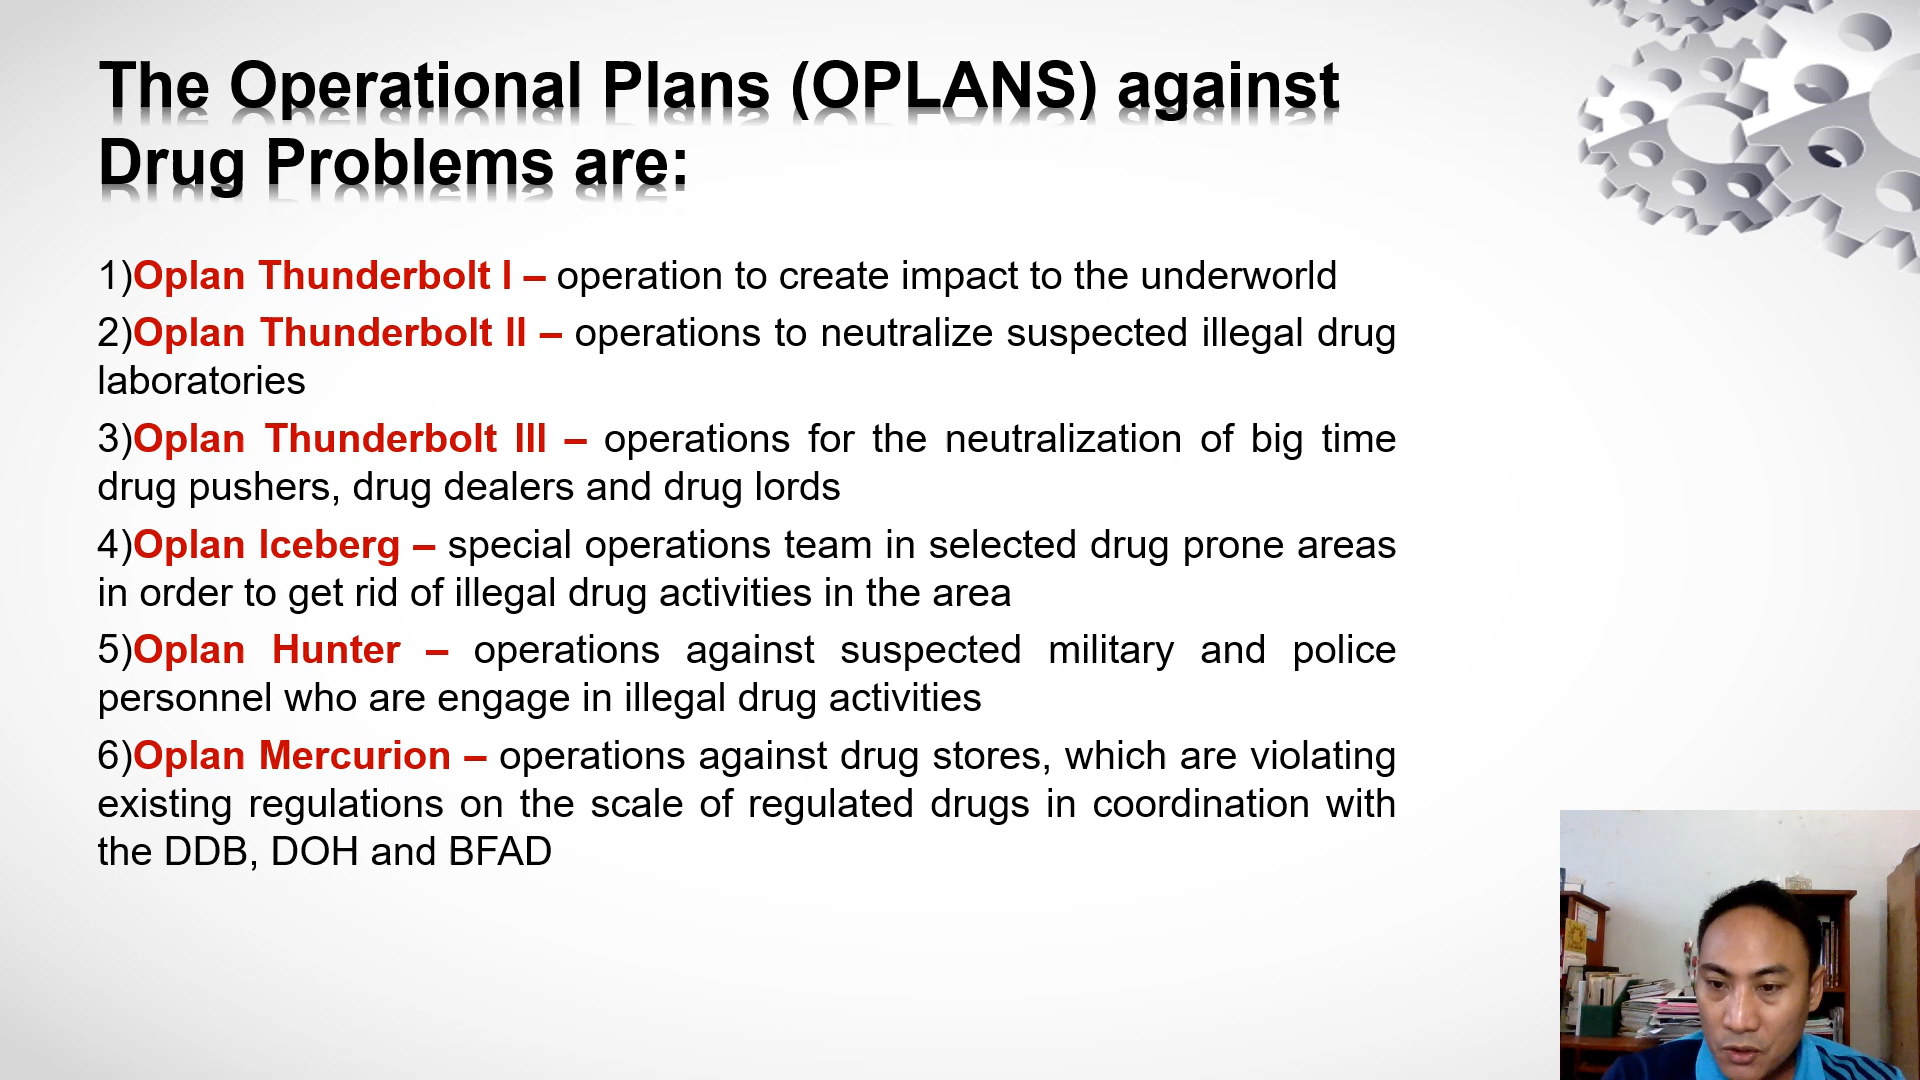 The Operational Plans (OPLANS) against
Drug Problems are:
1)Oplan Thunderbolt I – operation to create impact to the underworld
2)Oplan Thunderbolt II – operations to neutralize suspected illegal drug
laboratories
3)Oplan Thunderbolt III – operations for the neutralization of big time
drug pushers, drug dealers and drug lords
4)Oplan Iceberg – special operations team in selected drug prone areas
in order to get rid of illegal drug activities in the area
5)Oplan Hunter – operations against suspected military and police
personnel who are engage in illegal drug activities
6)Oplan Mercurion – operations against drug stores, which are violating
existing regulations on the scale of regulated drugs in coordination with
the DDB, DOH and BFAD